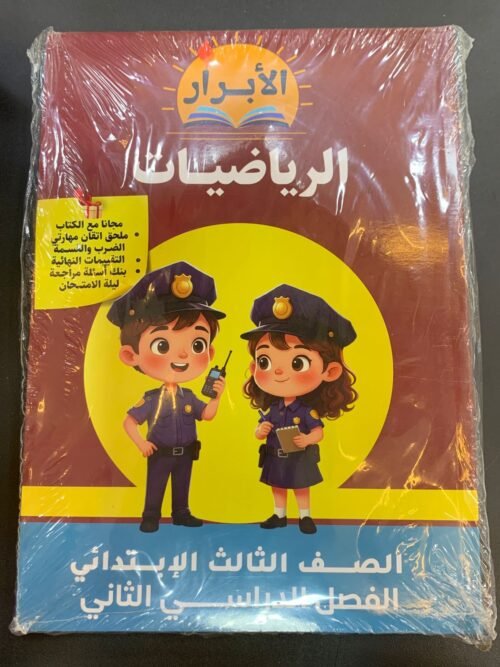 الأبرار
الرياضيات
مجانا مع الكتاب
• ملحق اتقان مهارتي
الضرب والقسمة
• التقييمات النهائية
• بنك أسئلة مراجعة
ليلة الامتحان
الصف الثالث الإبتدائي
الفصل الدراسي الثاني